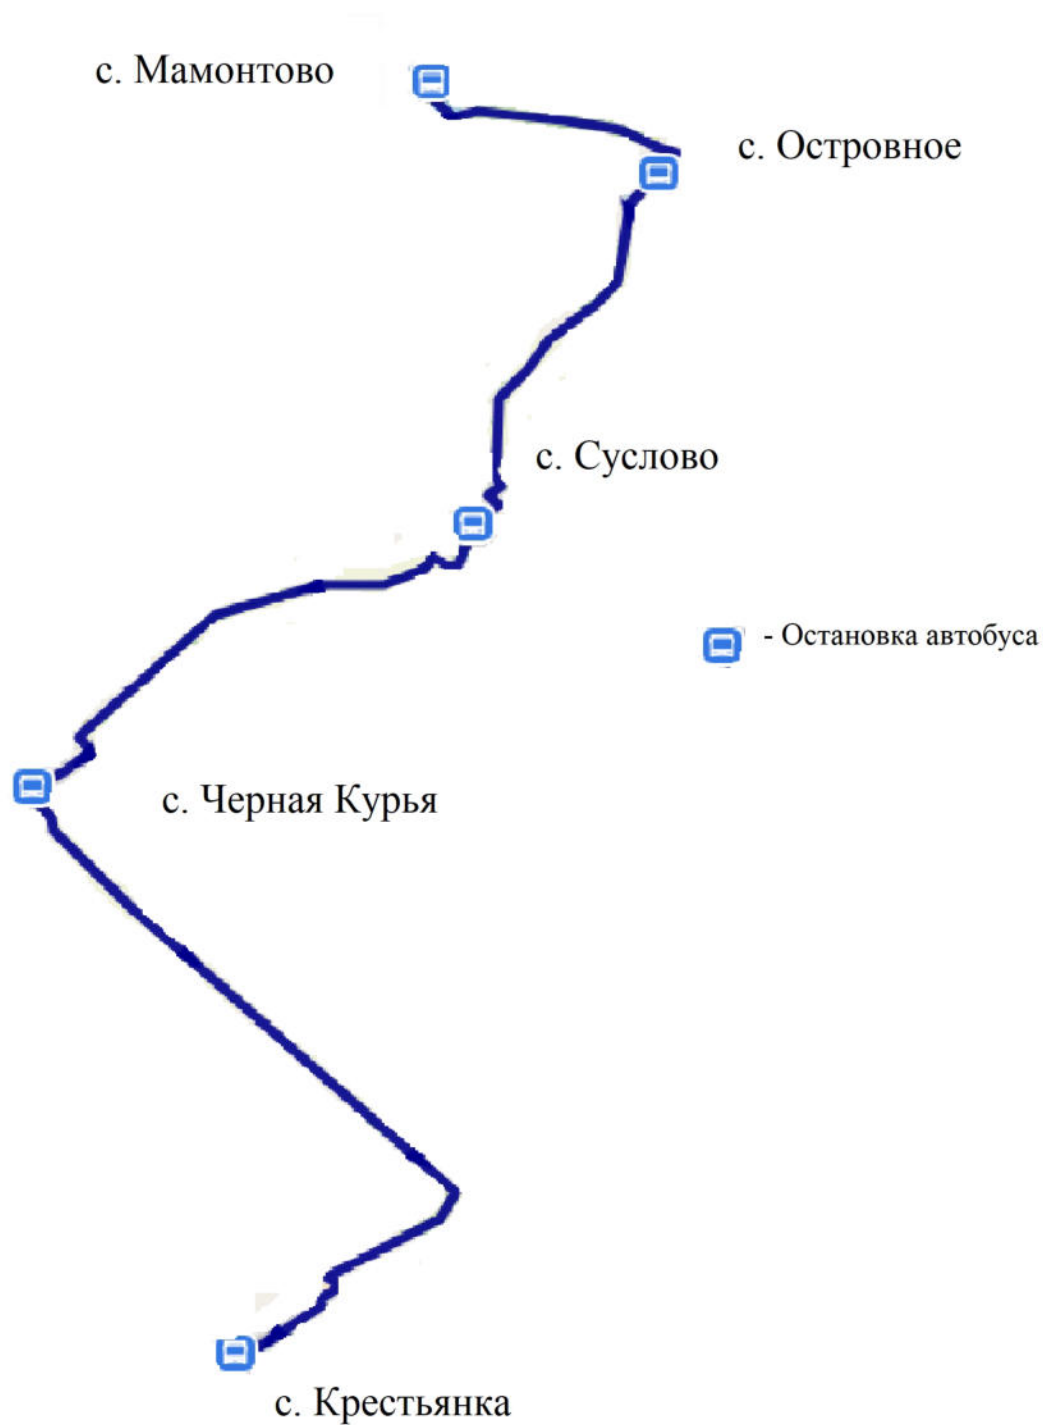 с. Мамонтово
с. Островное
с. Суслово
- Остановка автобуса
с. Черная Курья
с. Крестьянка